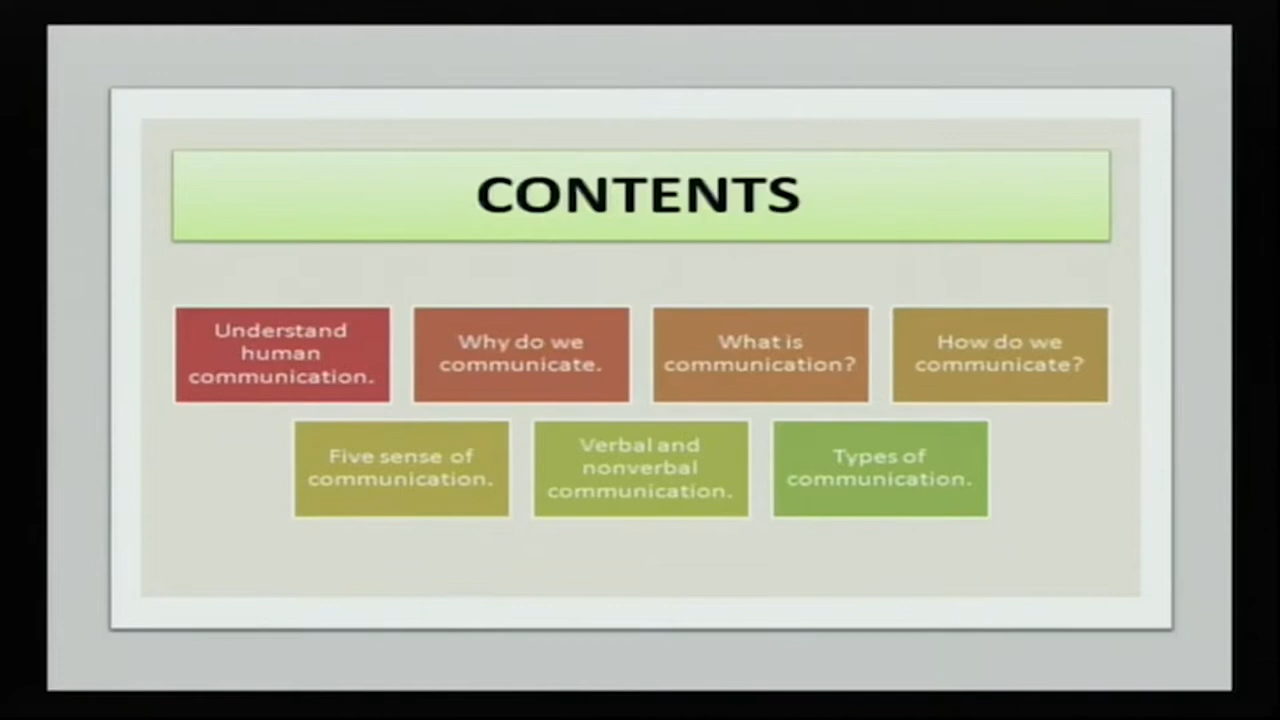 CONTENTS
Understand
human
communication.
Why do we
communicate.
What is
communication?
How do we
communicate?
Five sense of
communication.
Verbal and
nonverbal
communication.
Types of
communication.